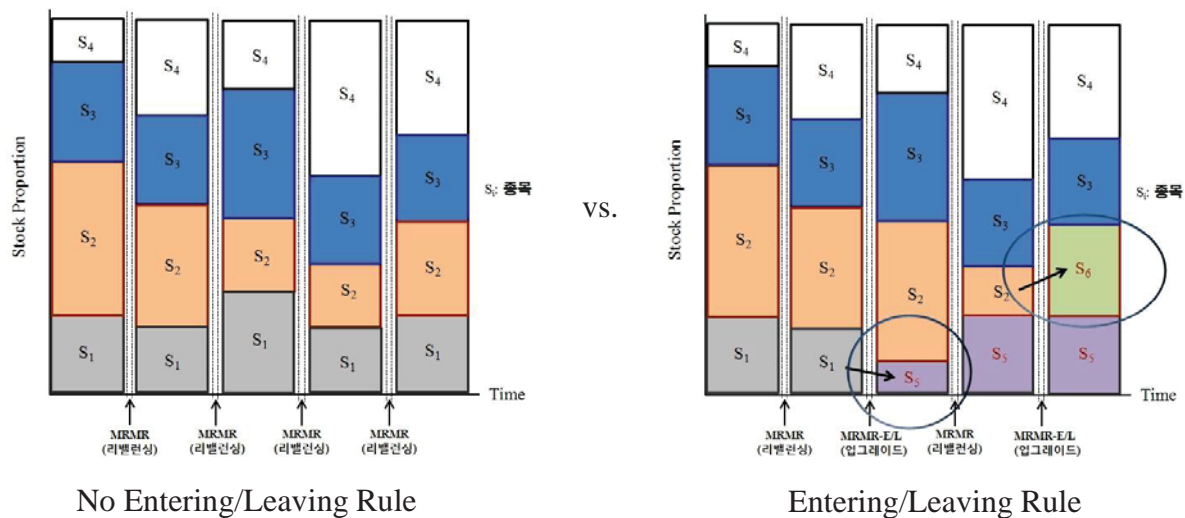 Stock Proportion
S₄
S₃
S₂
S₁
S₄
S₃
S₂
S₁
S₄
S₃
S₂
S₁
S₄
S₃
S₂
S₁
S₄
S₃
S₂
S₁
Sᵢ: 종목
Time
MRMR
(리밸런싱)
MRMR
(리밸런싱)
MRMR
(리밸런싱)
MRMR
(리밸런싱)
No Entering/Leaving Rule
vs.
Stock Proportion
S₄
S₃
S₂
S₁
S₄
S₃
S₂
S₁
S₄
S₃
S₂
S₅
S₄
S₃
S₂
S₅
S₄
S₃
S₆
S₅
Sᵢ: 종목
Time
MRMR
(리밸런싱)
MRMR-E/L
(업그레이드)
MRMR
(리밸런싱)
MRMR-E/L
(업그레이드)
Entering/Leaving Rule